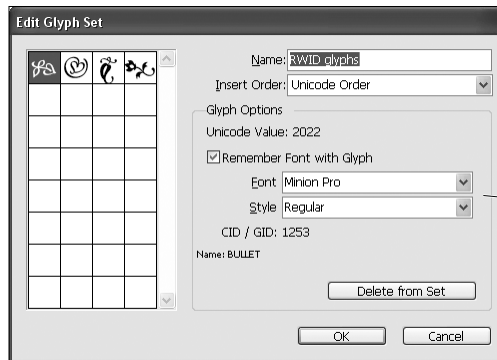 Edit Glyph Set
Name: RWID glyphs
Insert Order: Unicode Order
Glyph Options
Unicode Value: 2022
Remember Font with Glyph
Font Minion Pro
Style Regular
CID / GID: 1253
Name: BULLET
Delete from Set
OK Cancel